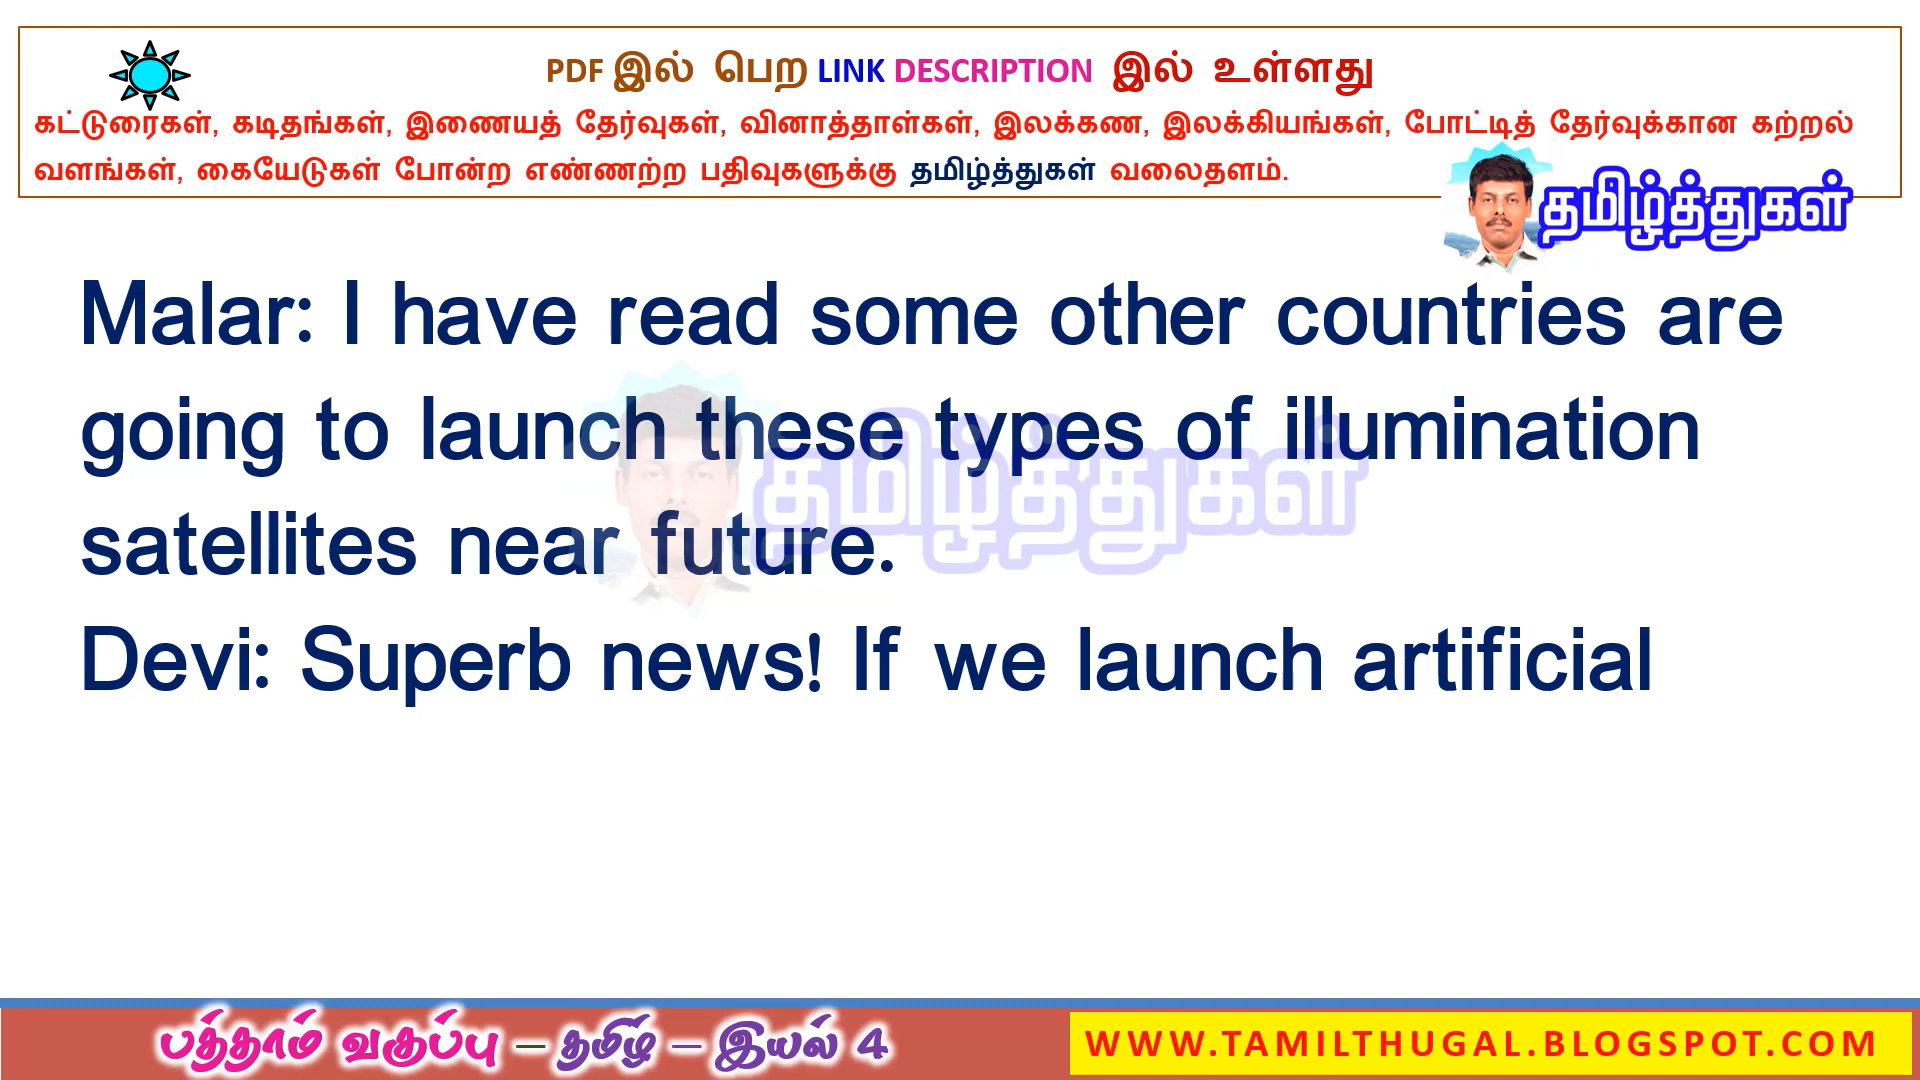 PDF இல் பெற LINK DESCRIPTION இல் உள்ளது
கட்டுரைகள், கடிதங்கள், இணையத் தேர்வுகள், வினாத்தாள்கள், இலக்கண, இலக்கியங்கள், போட்டித் தேர்வுக்கான கற்றல்
வளங்கள், கையேடுகள் போன்ற எண்ணற்ற பதிவுகளுக்கு தமிழ்த்துகள் வலைதளம்.
தமிழ்த்துகள்
Malar: I have read some other countries are
going to launch these types of illumination
தமிழ்த்துகள்
satellites near future.
Devi: Superb news! If we launch artificial
பத்தாம் வகுப்பு – தமிழ் – இயல் 4
WWW.TAMILTHUGAL.BLOGSPOT.COM